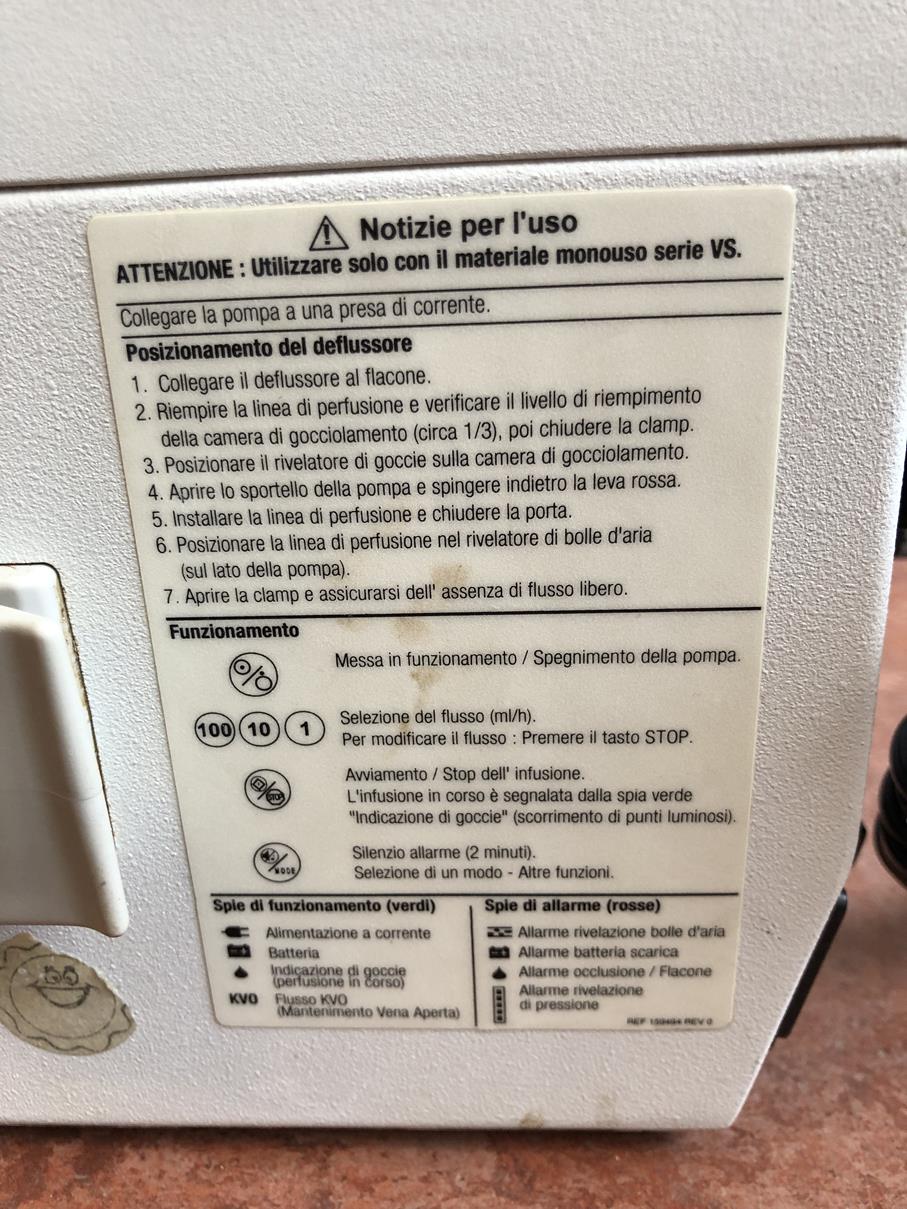 Notizie per l'uso
ATTENZIONE : Utilizzare solo con il materiale monouso serie VS.
Collegare la pompa a una presa di corrente.
Posizionamento del deflussore
1. Collegare il deflussore al flacone.
2. Riempire la linea di perfusione e verificare il livello di riempimento
della camera di gocciolamento (circa 1/3), poi chiudere la clamp.
3. Posizionare il rivelatore di goccie sulla camera di gocciolamento.
4. Aprire lo sportello della pompa e spingere indietro la leva rossa.
5. Installare la linea di perfusione e chiudere la porta.
6. Posizionare la linea di perfusione nel rivelatore di bolle d'aria
(sul lato della pompa).
7. Aprire la clamp e assicurarsi dell' assenza di flusso libero.
Funzionamento
Messa in funzionamento / Spegnimento della pompa.
100 10 1
Selezione del flusso (ml/h).
Per modificare il flusso : Premere il tasto STOP.
STOP
Avviamento / Stop dell' infusione.
L'infusione in corso è segnalata dalla spia verde
"Indicazione di goccie" (scorrimento di punti luminosi).
MODE
Silenzio allarme (2 minuti).
Selezione di un modo - Altre funzioni.
Spie di funzionamento (verdi)
Alimentazione a corrente
Batteria
Indicazione di goccie
(perfusione in corso)
KVO Flusso KVO
(Mantenimento Vena Aperta)
Spie di allarme (rosse)
Allarme rivelazione bolle d'aria
Allarme batteria scarica
Allarme occlusione / Flacone
Allarme rivelazione
di pressione
REF REV 0